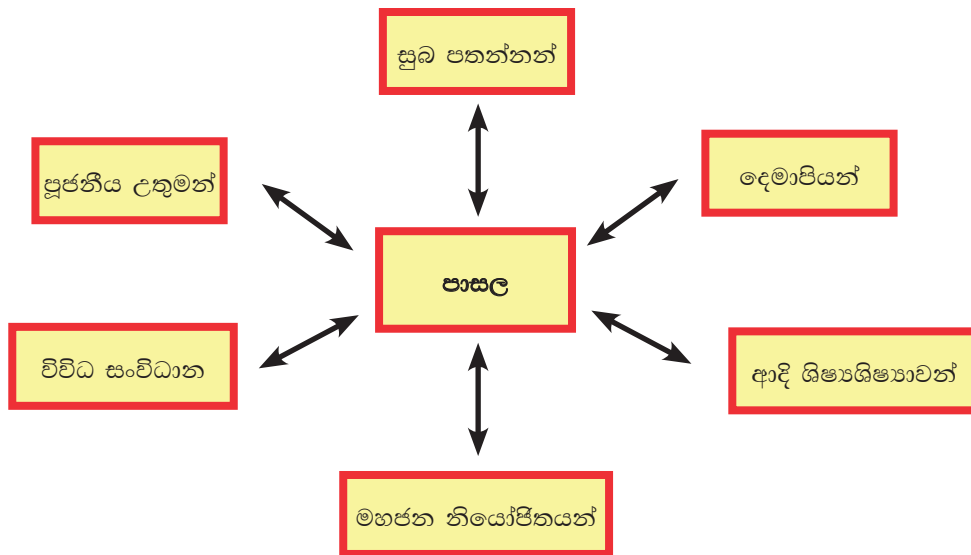 සුබ පතන්නන්
පූජනීය උතුමන්
දෙමාපියන්
පාසල
විවිධ සංවිධාන
ආදි ශිෂ්‍යශිෂ්‍යාවන්
මහජන නියෝජිතයන්